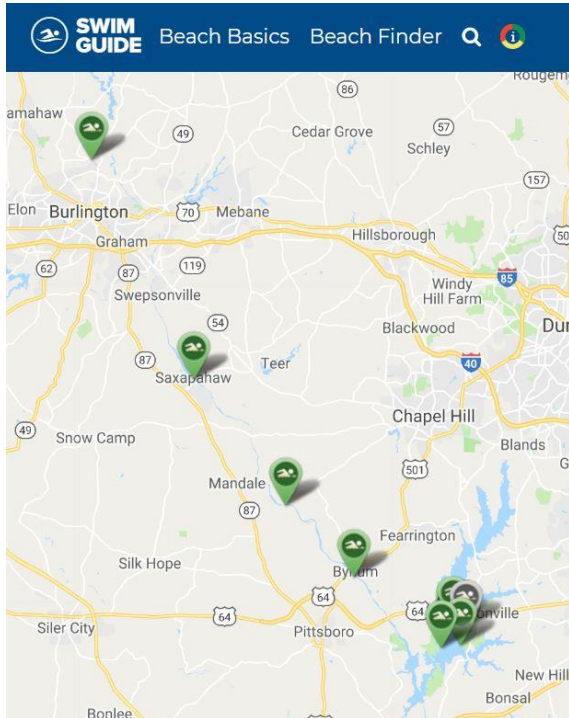 SWIM
GUIDE
Beach Basics
Beach Finder
Rougem
amahaw
86
49
Cedar Grove
57
Schley
157
Elon
Burlington
70
Mebane
Graham
Hillsborough
50
62
87
119
85
Swepsonville
Windy
Hill Farm
54
Blackwood
Dur
87
Saxapahaw
Teer
40
Chapel Hill
49
Snow Camp
Blands
501
G
Mandale
87
Fearrington
Silk Hope
Bynum
64
64
64
onville
Siler City
Pittsboro
New Hill
Bonsal
Bonlee